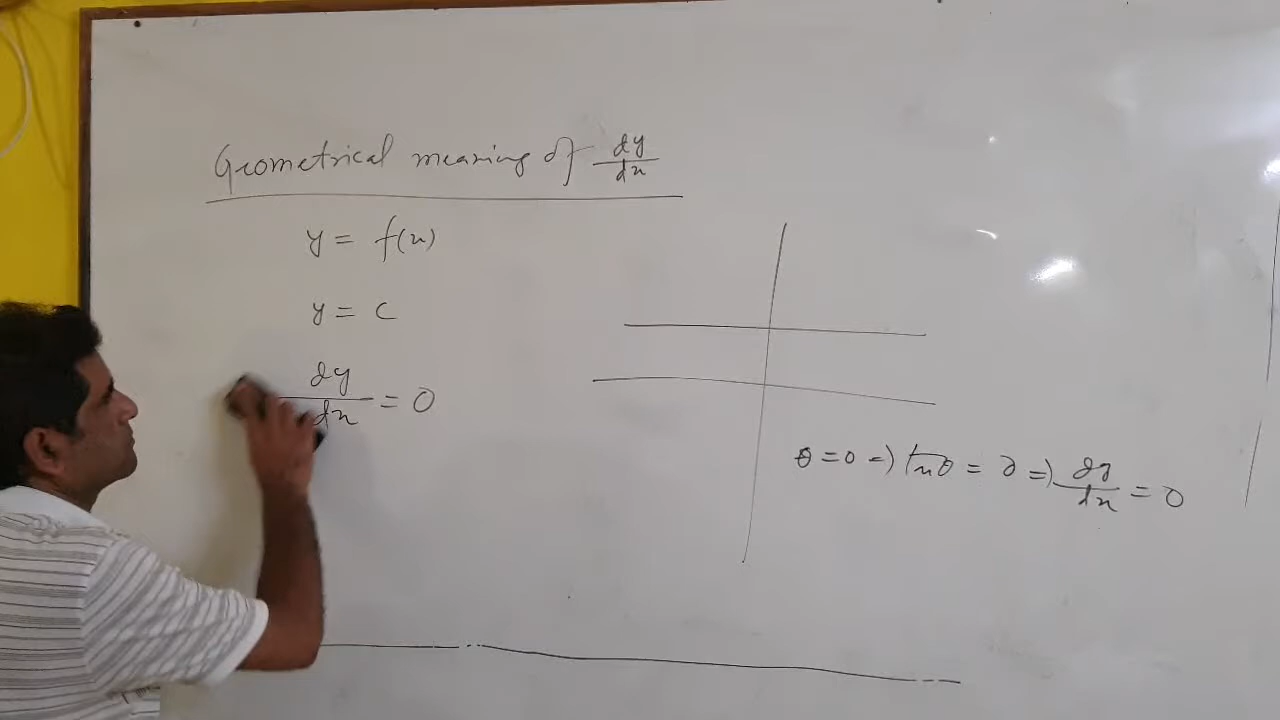 Geometrical meaning of dy/dx
y = f(x)
y = c
dy/dx = 0
θ = 0 => tanθ = 0 => dy/dx = 0